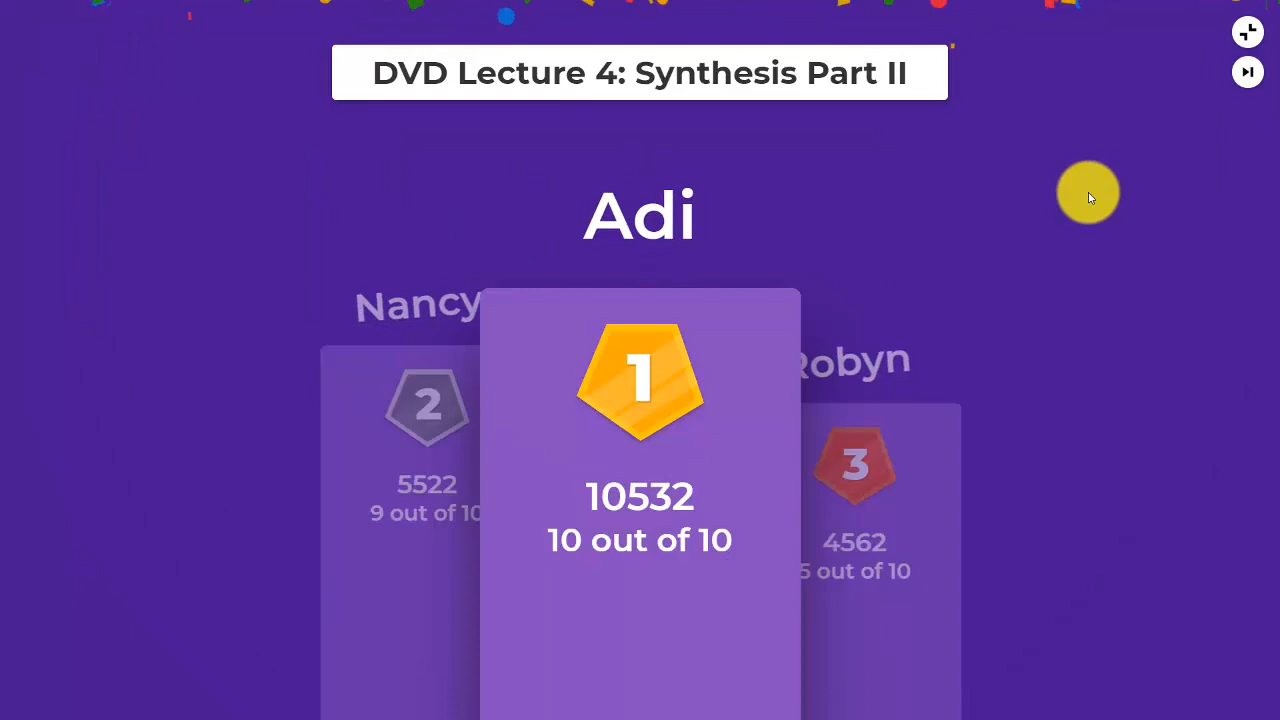 DVD Lecture 4: Synthesis Part II
Adi
1
10532
10 out of 10
Nancy
2
5522
9 out of 10
Robyn
3
4562
5 out of 10